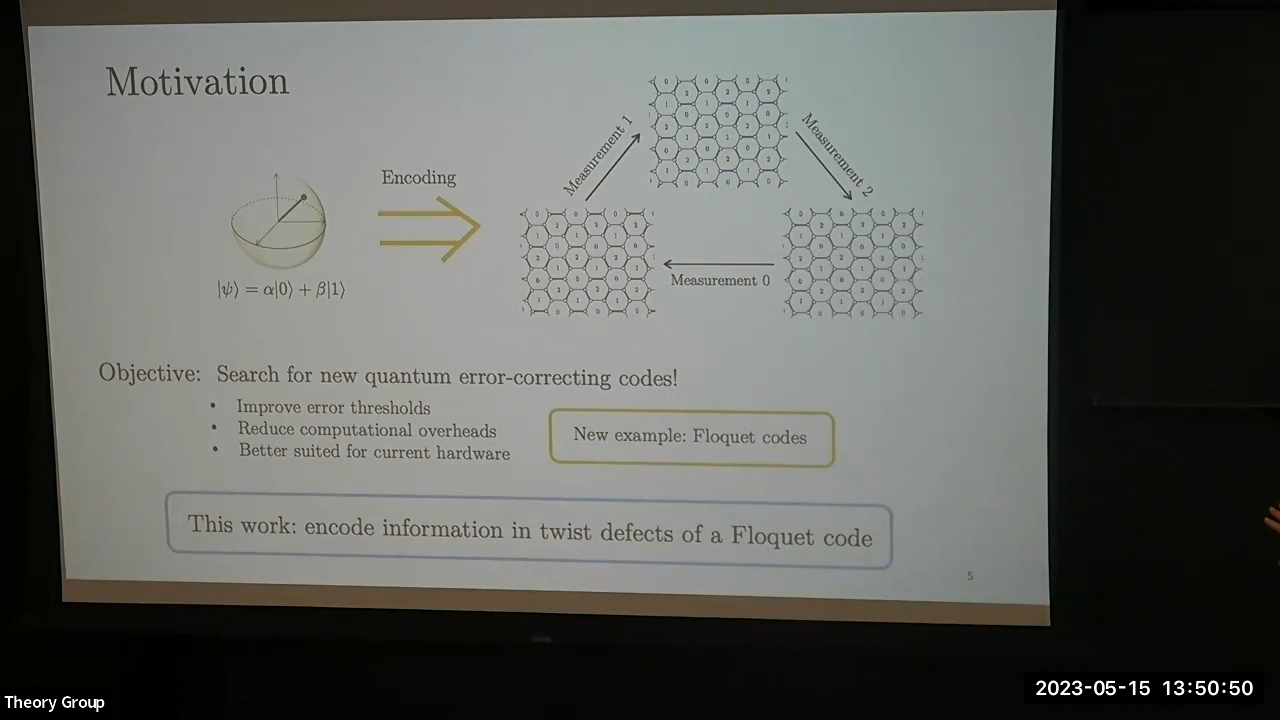 Motivation
Encoding
Measurement 1
Measurement 2
Measurement 0
|ψ⟩ = α|0⟩ + β|1⟩
Objective: Search for new quantum error-correcting codes!
• Improve error thresholds
• Reduce computational overheads
• Better suited for current hardware
New example: Floquet codes
This work: encode information in twist defects of a Floquet code
5
Theory Group
2023-05-15 13:50:50